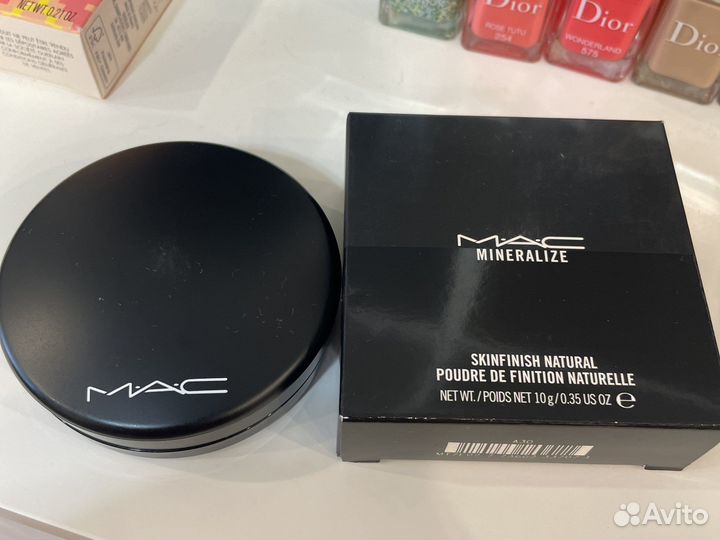 NET WT. 0.21 OZ.
Dior
ROSE TUTU
254
Dior
WONDERLAND
575
Dior
M·A·C
M·A·C
MINERALIZE
SKINFINISH NATURAL
POUDRE DE FINITION NATURELLE
NET WT. / POIDS NET 10 g / 0.35 US OZ e
Avito